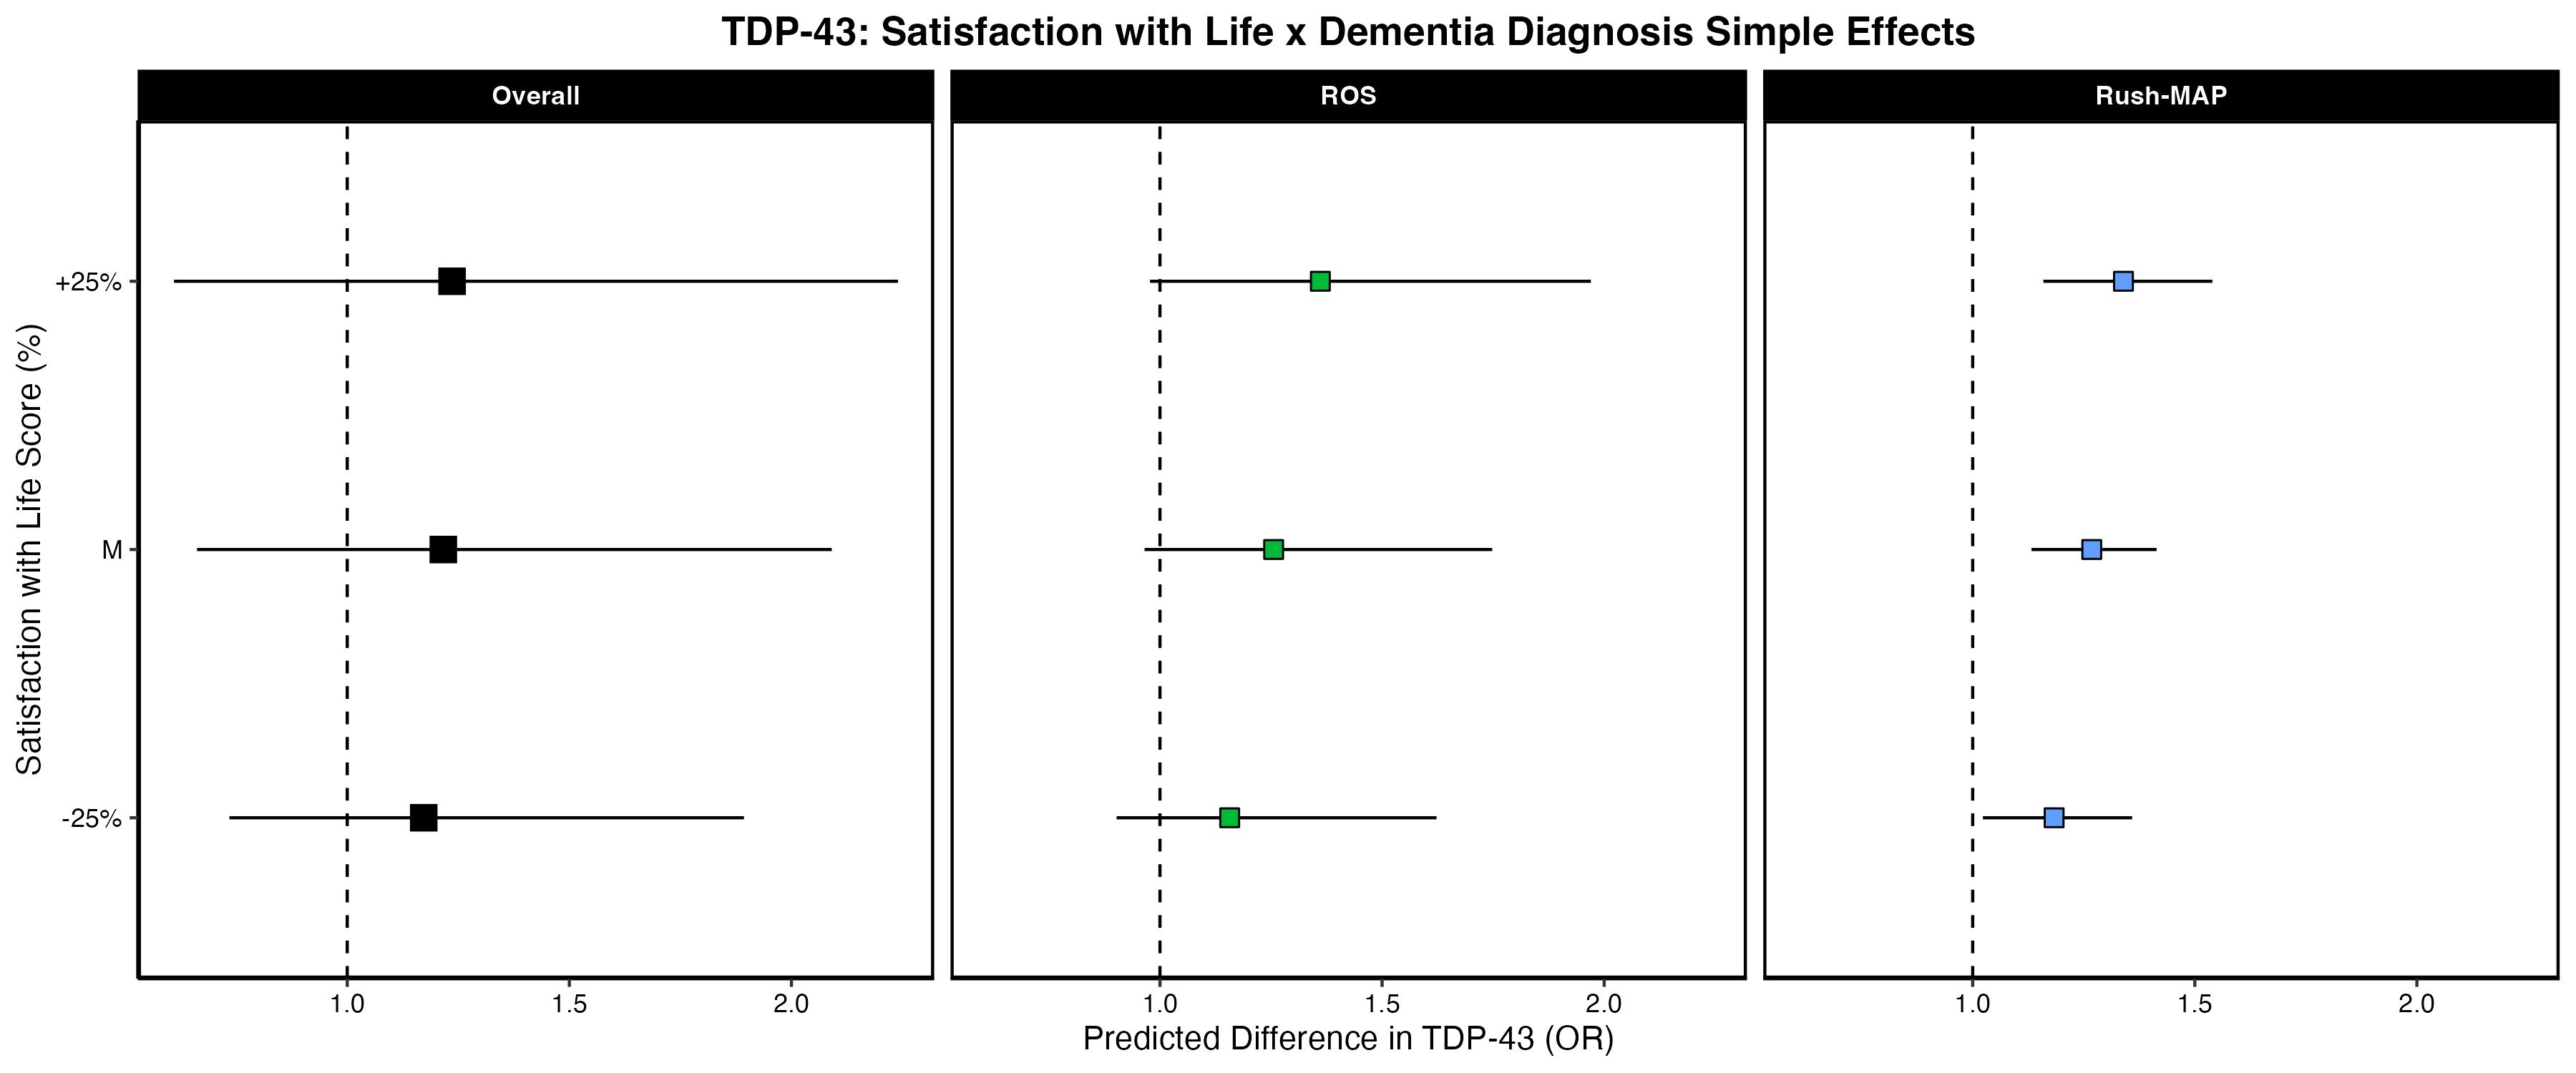 TDP-43: Satisfaction with Life x Dementia Diagnosis Simple Effects
Overall
ROS
Rush-MAP
Satisfaction with Life Score (%)
+25%
M
-25%
1.0 1.5 2.0
1.0 1.5 2.0
1.0 1.5 2.0
Predicted Difference in TDP-43 (OR)